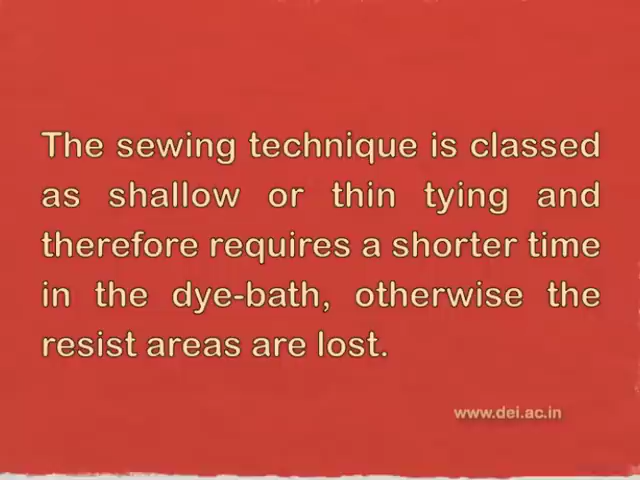 The sewing technique is classed
as shallow or thin tying and
therefore requires a shorter time
in the dye-bath, otherwise the
resist areas are lost.
www.dei.ac.in